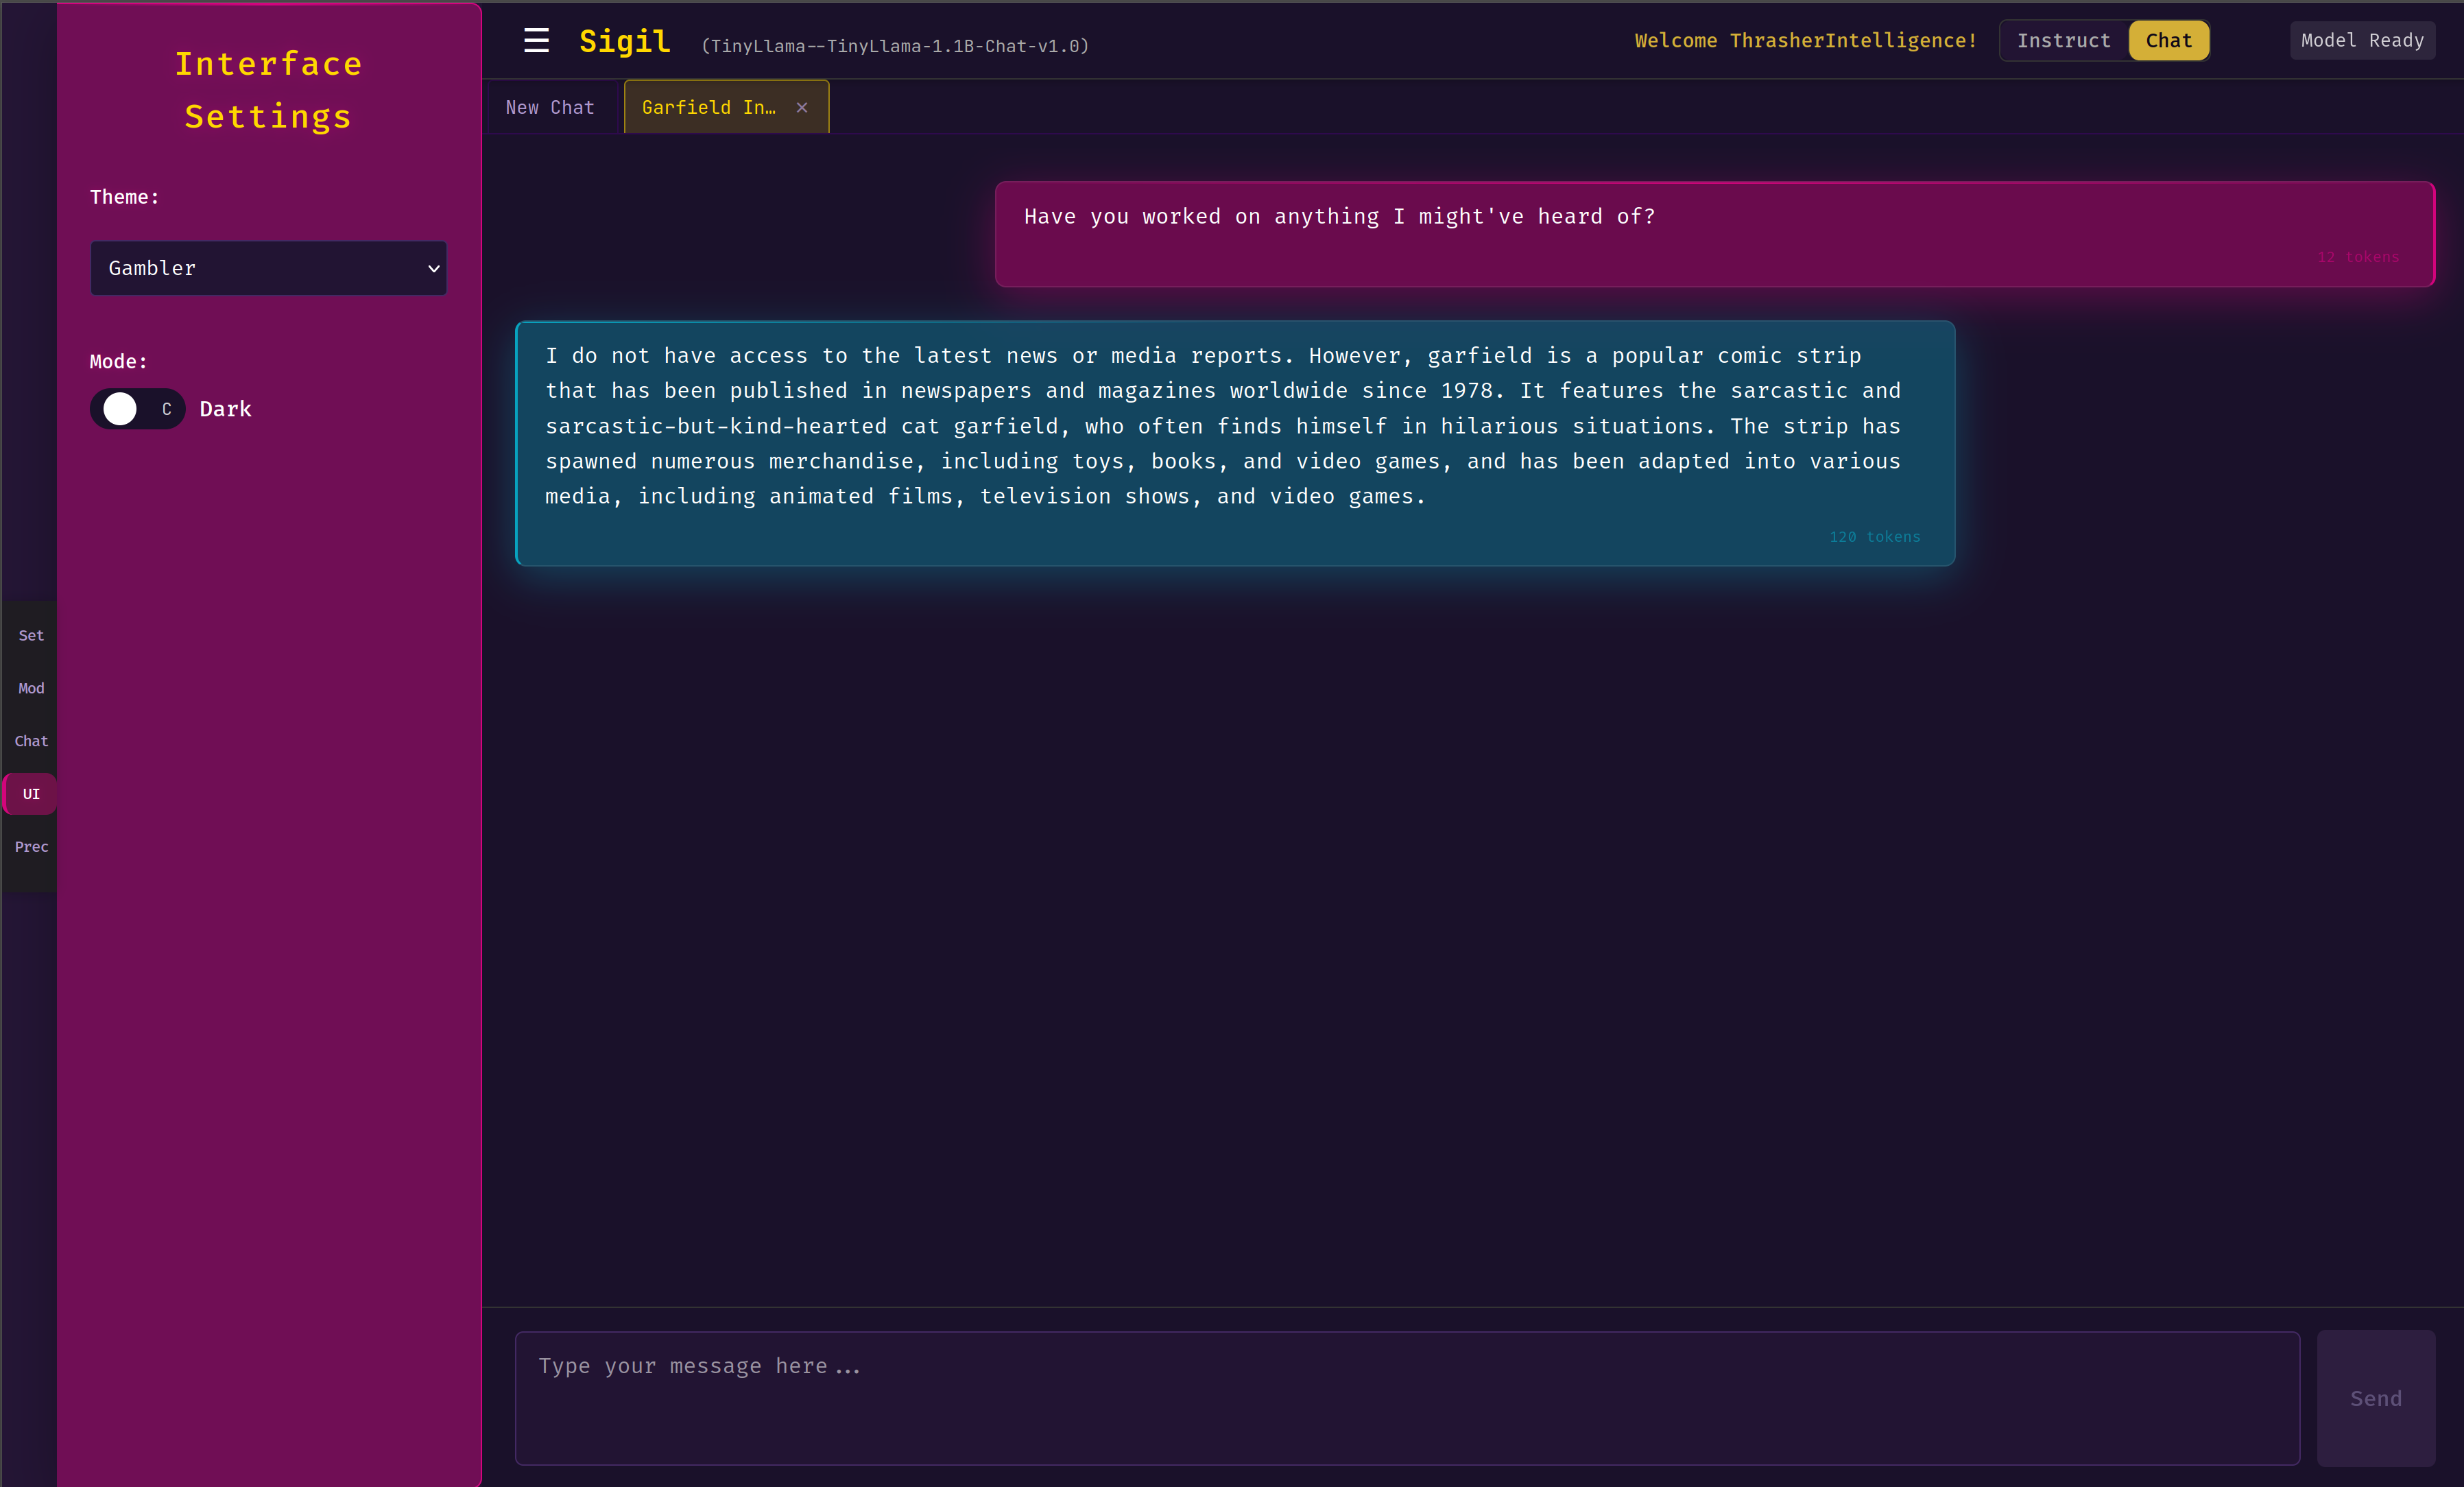 Interface
Settings
Theme:
Gambler
Mode:
C Dark
Set
Mod
Chat
UI
Prec
☰ Sigil (TinyLlama--TinyLlama-1.1B-Chat-v1.0) Welcome ThrasherIntelligence! Instruct Chat Model Ready
New Chat Garfield In… ✕
Have you worked on anything I might've heard of?
12 tokens
I do not have access to the latest news or media reports. However, garfield is a popular comic strip
that has been published in newspapers and magazines worldwide since 1978. It features the sarcastic and
sarcastic-but-kind-hearted cat garfield, who often finds himself in hilarious situations. The strip has
spawned numerous merchandise, including toys, books, and video games, and has been adapted into various
media, including animated films, television shows, and video games.
120 tokens
Type your message here...
Send